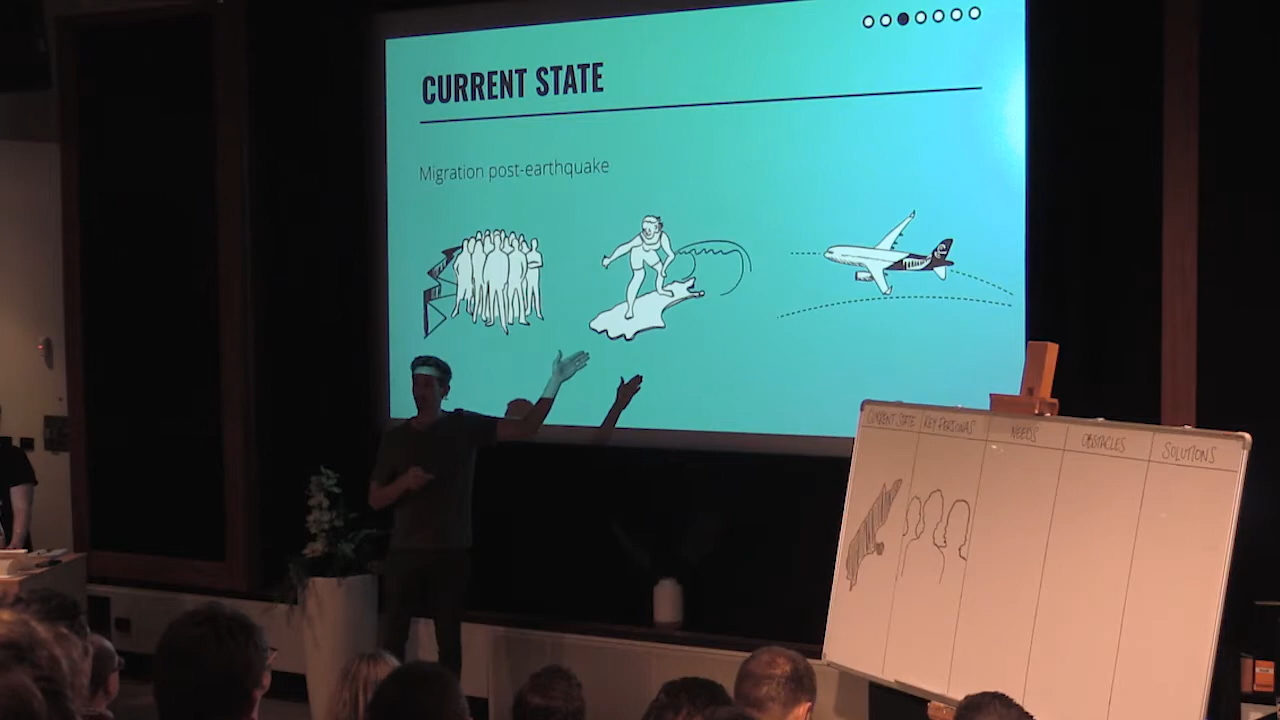 CURRENT STATE
Migration post-earthquake
CURRENT STATE KEY PERSONAS NEEDS OBSTACLES SOLUTIONS